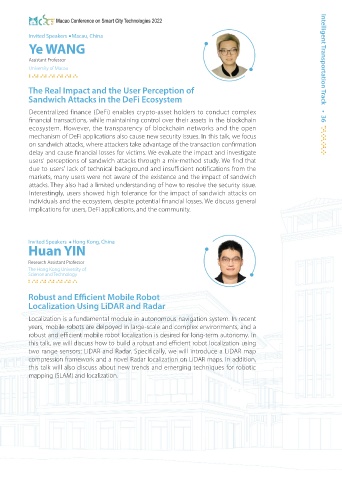 Macao Conference on Smart City Technologies 2022
Invited Speakers • Macau, China
Ye WANG
Assistant Professor
University of Macau
The Real Impact and the User Perception of
Sandwich Attacks in the DeFi Ecosystem
Decentralized finance (DeFi) enables crypto-asset holders to conduct complex
financial transactions, while maintaining control over their assets in the blockchain
ecosystem. However, the transparency of blockchain networks and the open
mechanism of DeFi applications also cause new security issues. In this talk, we focus
on sandwich attacks, where attackers take advantage of the transaction confirmation
delay and cause financial losses for victims. We evaluate the impact and investigate
users' perceptions of sandwich attacks through a mix-method study. We find that
due to users' lack of technical background and insufficient notifications from the
markets, many users were not aware of the existence and the impact of sandwich
attacks. They also had a limited understanding of how to resolve the security issue.
Interestingly, users showed high tolerance for the impact of sandwich attacks on
individuals and the ecosystem, despite potential financial losses. We discuss general
implications for users, DeFi applications, and the community.
Invited Speakers • Hong Kong, China
Huan YIN
Research Assistant Professor
The Hong Kong University of
Science and Technology
Robust and Efficient Mobile Robot
Localization Using LiDAR and Radar
Localization is a fundamental module in autonomous navigation system. In recent
years, mobile robots are deployed in large-scale and complex environments, and a
robust and efficient mobile robot localization is desired for long-term autonomy. In
this talk, we will discuss how to build a robust and efficient robot localization using
two range sensors: LiDAR and Radar. Specifically, we will introduce a LiDAR map
compression framework and a novel Radar localization on LiDAR maps. In addition,
this talk will also discuss about new trends and emerging techniques for robotic
mapping (SLAM) and localization.
Intelligent Transportation Track • 36